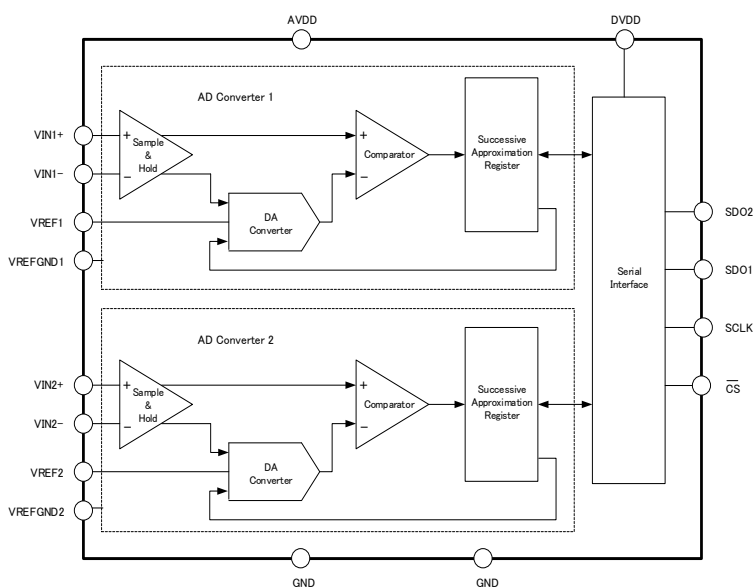 AVDD
DVDD
AD Converter 1
VIN1+
VIN1-
VREF1
VREFGND1
+
Sample
&
Hold
−
DA
Converter
+
Comparator
−
Successive
Approximation
Register
Serial
Interface
SDO2
SDO1
SCLK
C̅S̅
AD Converter 2
VIN2+
VIN2-
VREF2
VREFGND2
+
Sample
&
Hold
−
DA
Converter
+
Comparator
−
Successive
Approximation
Register
GND
GND